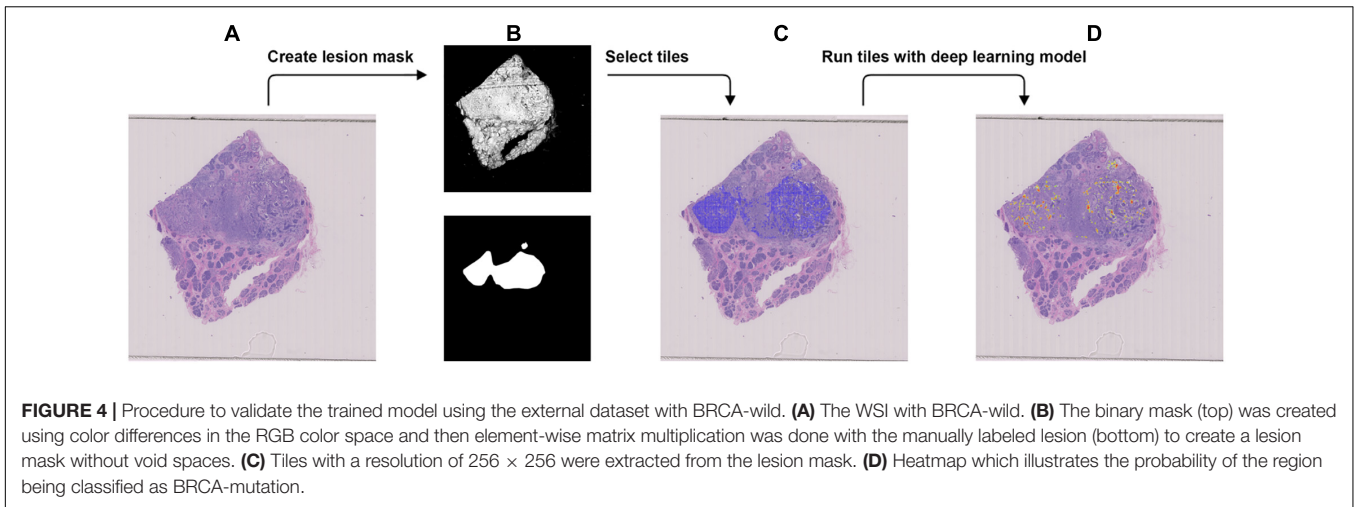 A B C D
Create lesion mask Select tiles Run tiles with deep learning model
FIGURE 4 | Procedure to validate the trained model using the external dataset with BRCA-wild. (A) The WSI with BRCA-wild. (B) The binary mask (top) was created
using color differences in the RGB color space and then element-wise matrix multiplication was done with the manually labeled lesion (bottom) to create a lesion
mask without void spaces. (C) Tiles with a resolution of 256 × 256 were extracted from the lesion mask. (D) Heatmap which illustrates the probability of the region
being classified as BRCA-mutation.